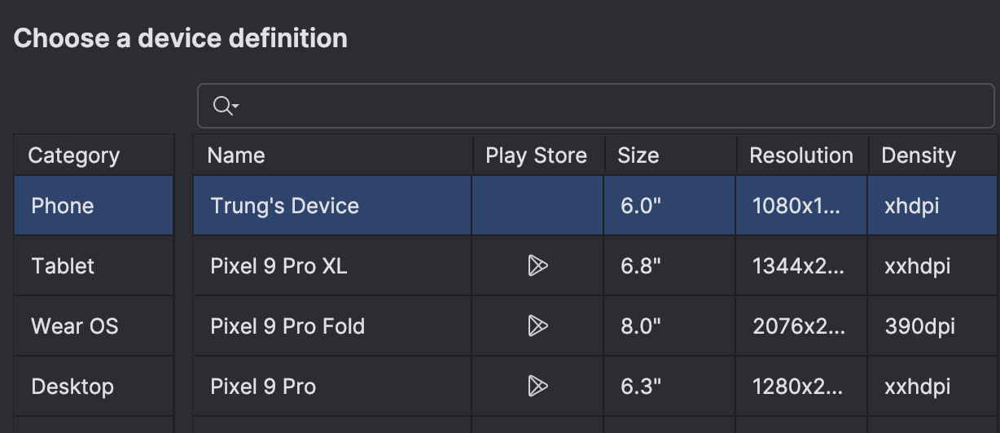 Choose a device definition
Category Name Play Store Size Resolution Density
Phone Trung's Device 6.0" 1080x1... xhdpi
Tablet Pixel 9 Pro XL 6.8" 1344x2... xxhdpi
Wear OS Pixel 9 Pro Fold 8.0" 2076x2... 390dpi
Desktop Pixel 9 Pro 6.3" 1280x2... xxhdpi